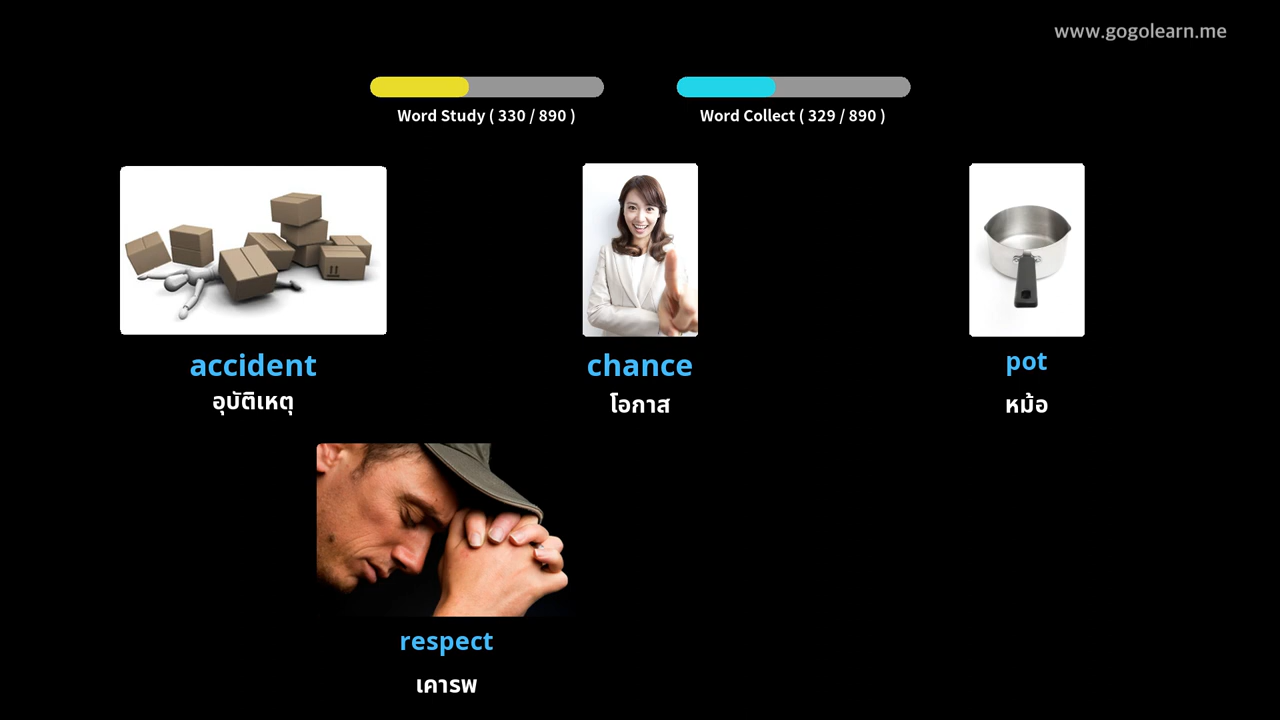 www.gogolearn.me
Word Study ( 330 / 890 )
Word Collect ( 329 / 890 )
accident
อุบัติเหตุ
chance
โอกาส
pot
หม้อ
respect
เคารพ